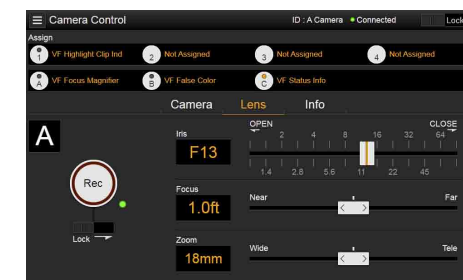 Camera Control ID : A Camera Connected Lock
Assign
1 VF Highlight Clip Ind 2 Not Assigned 3 Not Assigned 4 Not Assigned
A VF Focus Magnifier B VF False Color C VF Status Info
Camera Lens Info
A
Rec
Lock
Iris
F13
OPEN CLOSE
2 4 8 16 32 64
1.4 2.8 5.6 11 22 45
Focus
1.0ft
Near Far
Zoom
18mm
Wide Tele